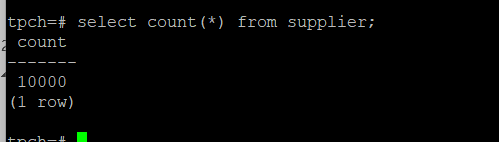 tpch=# select count(*) from supplier;
count
-------
10000
(1 row)
tpch=#